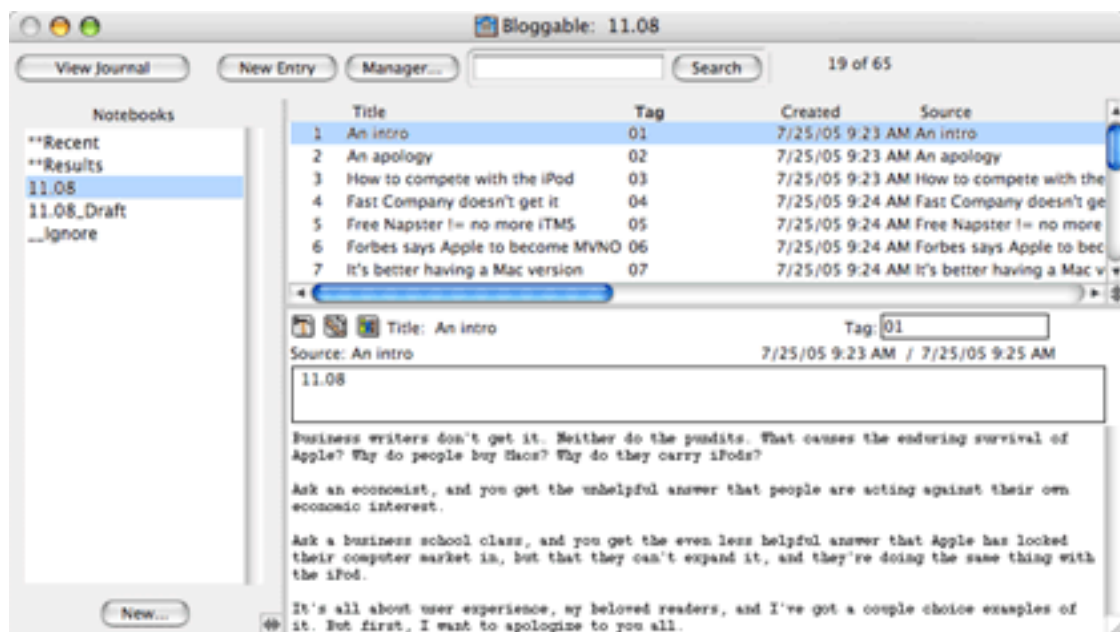 Bloggable: 11.08
View Journal New Entry Manager... Search 19 of 65
Notebooks
**Recent
**Results
11.08
11.08_Draft
__Ignore
New...
Title Tag Created Source
1 An intro 01 7/25/05 9:23 AM An intro
2 An apology 02 7/25/05 9:23 AM An apology
3 How to compete with the iPod 03 7/25/05 9:23 AM How to compete with the
4 Fast Company doesn't get it 04 7/25/05 9:24 AM Fast Company doesn't ge
5 Free Napster != no more iTMS 05 7/25/05 9:24 AM Free Napster != no more
6 Forbes says Apple to become MVNO 06 7/25/05 9:24 AM Forbes says Apple to bec
7 It's better having a Mac version 07 7/25/05 9:24 AM It's better having a Mac v
Title: An intro Tag: 01
Source: An intro 7/25/05 9:23 AM / 7/25/05 9:25 AM
11.08
Business writers don't get it. Neither do the pundits. What causes the enduring survival of
Apple? Why do people buy Macs? Why do they carry iPods?
Ask an economist, and you get the unhelpful answer that people are acting against their own
economic interest.
Ask a business school class, and you get the even less helpful answer that Apple has locked
their computer market in, but that they can't expand it, and they're doing the same thing with
the iPod.
It's all about user experience, my beloved readers, and I've got a couple choice examples of
it. But first, I want to apologize to you all.